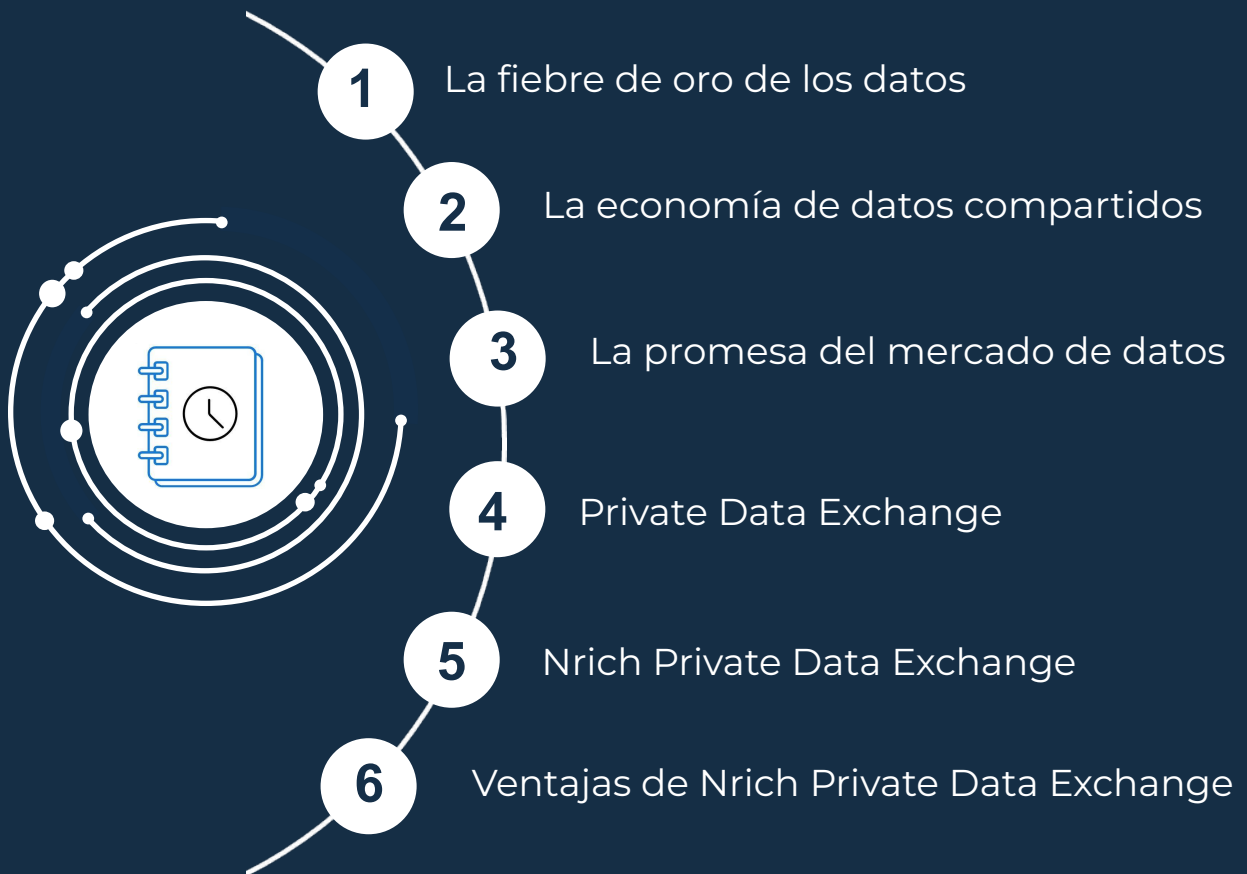 1 La fiebre de oro de los datos
2 La economía de datos compartidos
3 La promesa del mercado de datos
4 Private Data Exchange
5 Nrich Private Data Exchange
6 Ventajas de Nrich Private Data Exchange